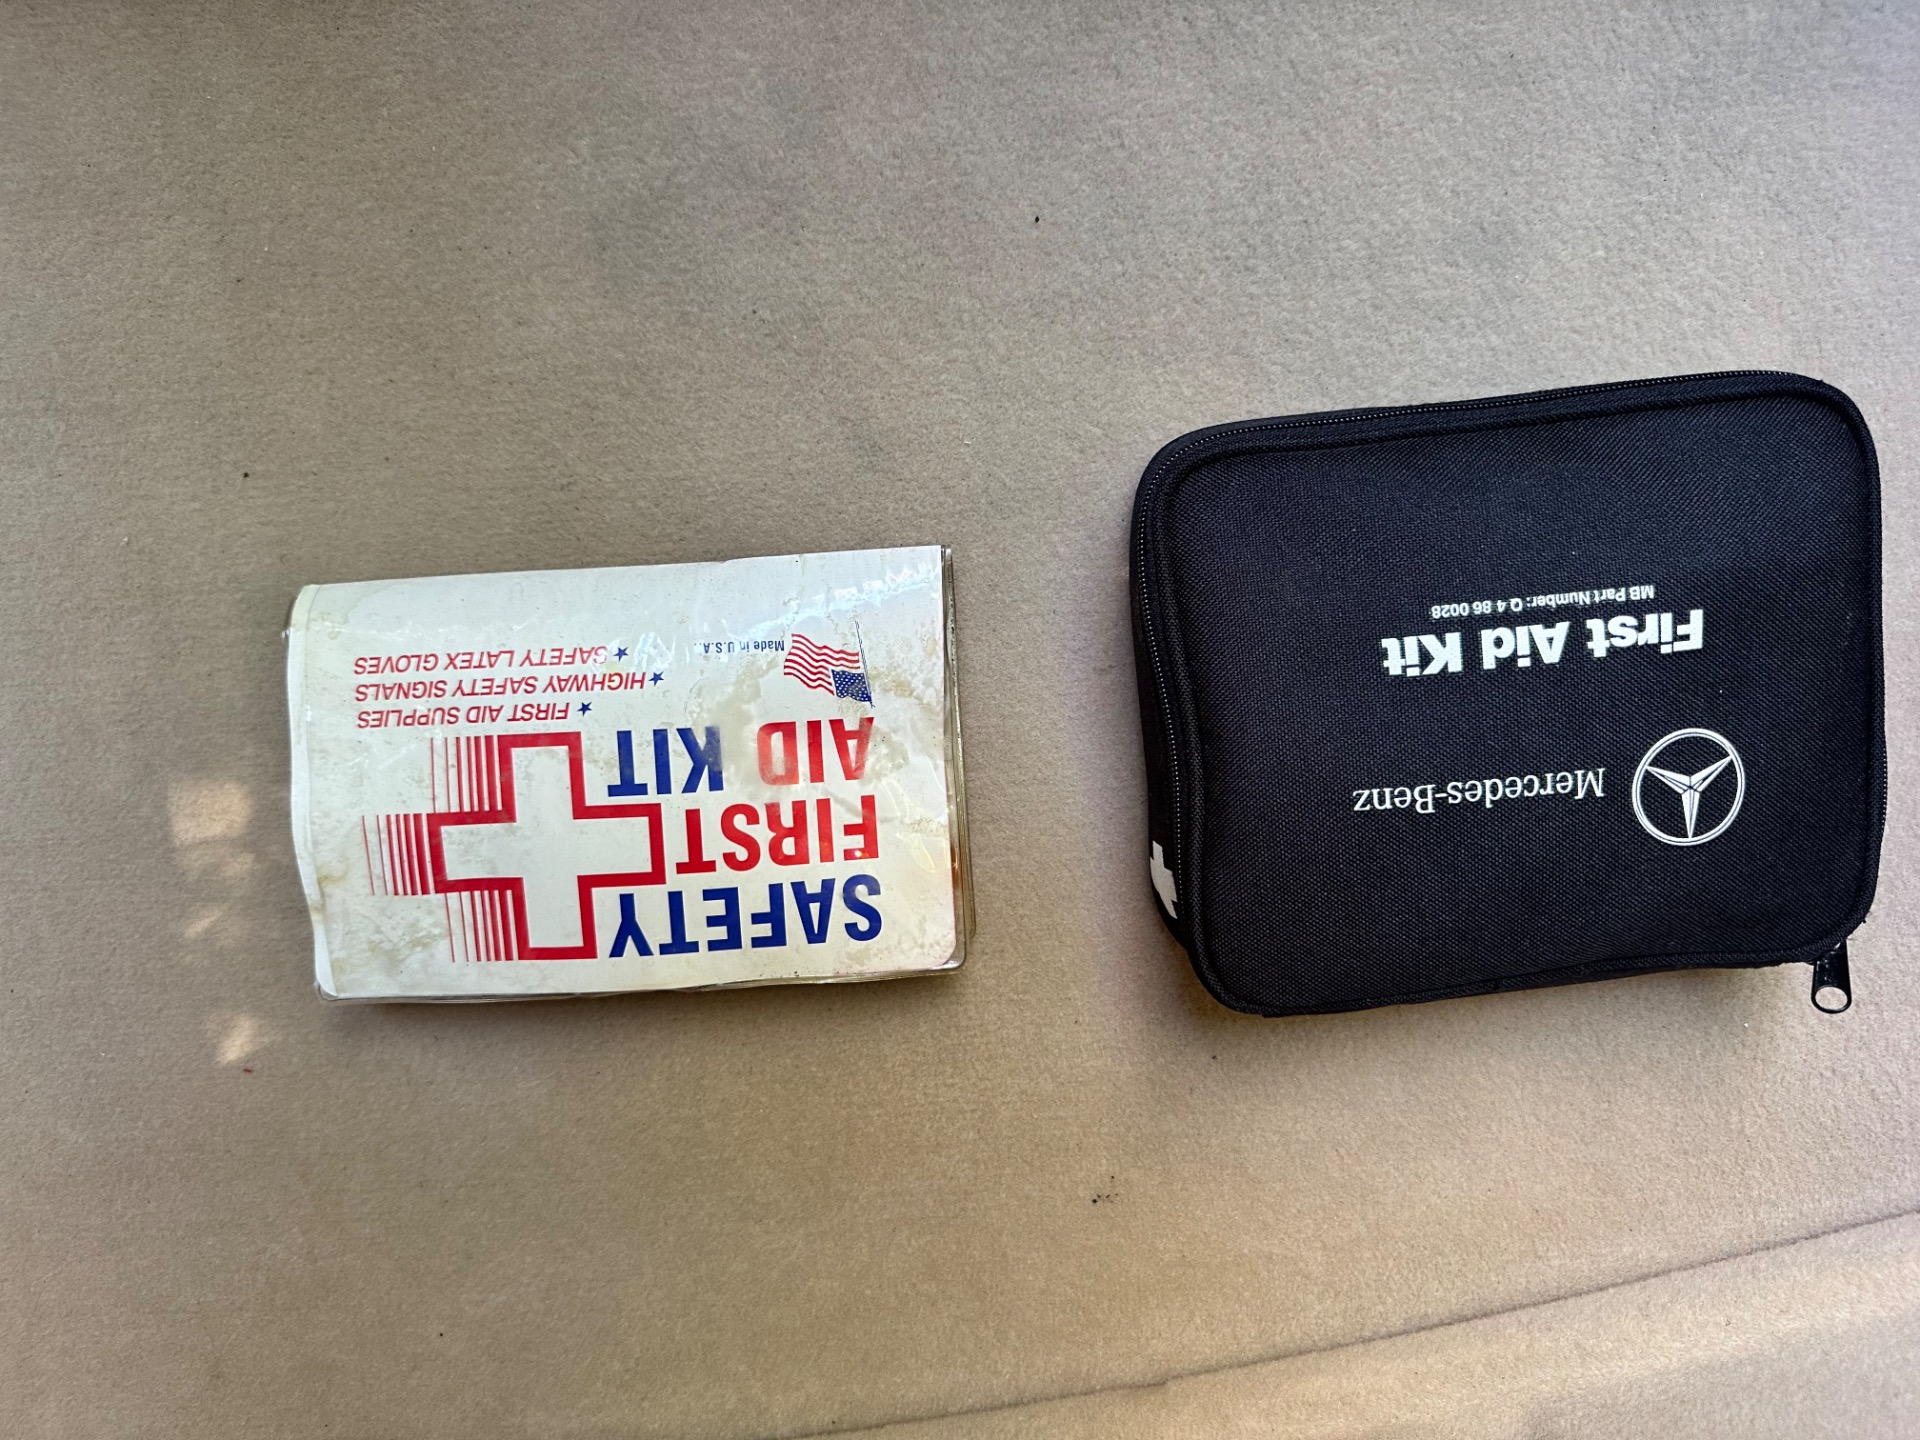 Mercedes-Benz
First Aid Kit
MB Part Number: Q 4 86 0028
SAFETY
FIRST
AID KIT
Made in U.S.A.
★ FIRST AID SUPPLIES
★ HIGHWAY SAFETY SIGNALS
★ SAFETY LATEX GLOVES